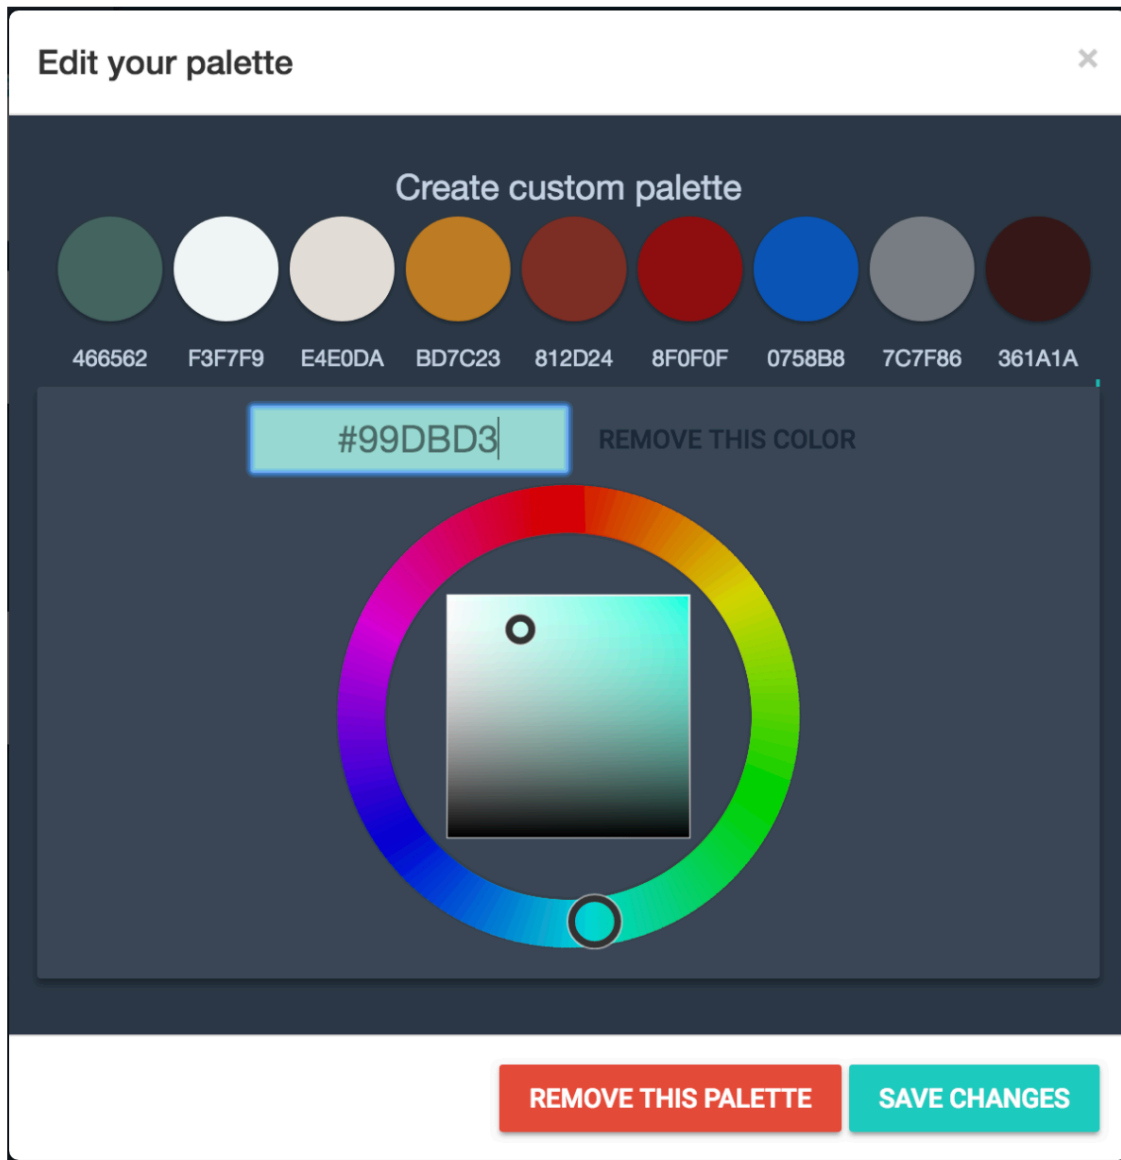 Edit your palette ×
Create custom palette
466562 F3F7F9 E4E0DA BD7C23 812D24 8F0F0F 0758B8 7C7F86 361A1A
#99DBD3 REMOVE THIS COLOR
REMOVE THIS PALETTE SAVE CHANGES